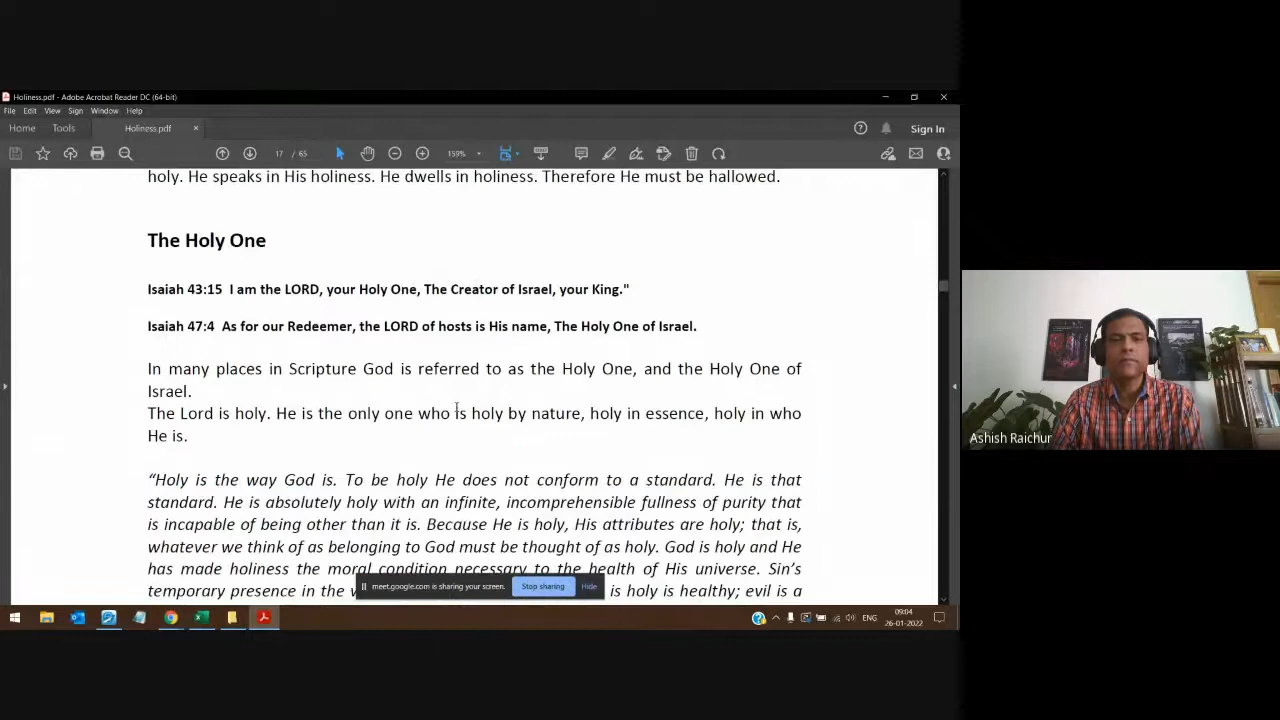 Holiness.pdf - Adobe Acrobat Reader DC (64-bit)
File Edit View Sign Window Help
Home Tools Holiness.pdf × Sign In
17 / 65 159%
holy. He speaks in His holiness. He dwells in holiness. Therefore He must be hallowed.
The Holy One
Isaiah 43:15 I am the LORD, your Holy One, The Creator of Israel, your King."
Isaiah 47:4 As for our Redeemer, the LORD of hosts is His name, The Holy One of Israel.
In many places in Scripture God is referred to as the Holy One, and the Holy One of
Israel.
The Lord is holy. He is the only one who is holy by nature, holy in essence, holy in who
He is.
“Holy is the way God is. To be holy He does not conform to a standard. He is that
standard. He is absolutely holy with an infinite, incomprehensible fullness of purity that
is incapable of being other than it is. Because He is holy, His attributes are holy; that is,
whatever we think of as belonging to God must be thought of as holy. God is holy and He
has made holiness the moral condition necessary to the health of His universe. Sin’s
temporary presence in the is holy is healthy; evil is a
meet.google.com is sharing your screen. Stop sharing Hide
ENG 09:04
26-01-2022
Ashish Raichur